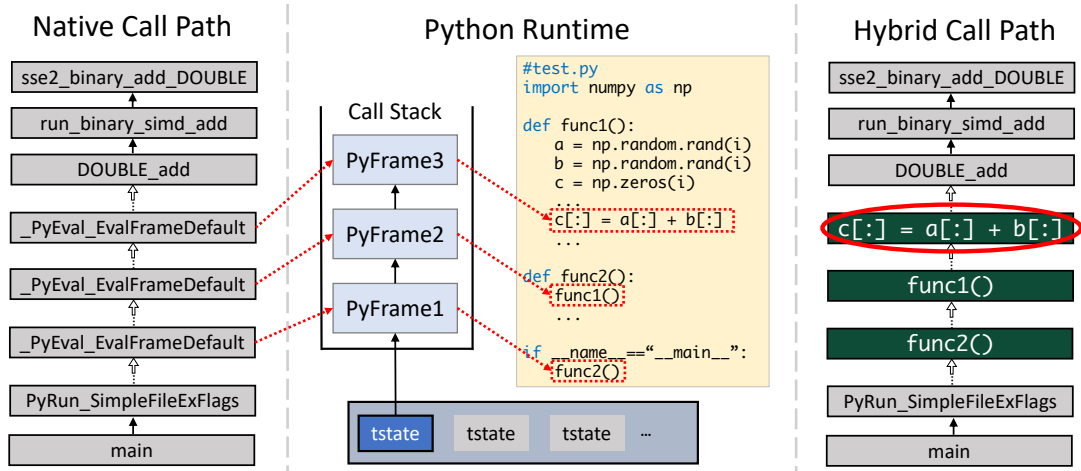 Native Call Path
sse2_binary_add_DOUBLE
run_binary_simd_add
DOUBLE_add
_PyEval_EvalFrameDefault
_PyEval_EvalFrameDefault
_PyEval_EvalFrameDefault
PyRun_SimpleFileExFlags
main
Python Runtime
Call Stack
PyFrame3
PyFrame2
PyFrame1
tstate
tstate
tstate
...
#test.py
import numpy as np
def func1():
a = np.random.rand(i)
b = np.random.rand(i)
c = np.zeros(i)
...
c[:] = a[:] + b[:]
...
def func2():
func1()
...
if __name__==“__main__”:
func2()
Hybrid Call Path
sse2_binary_add_DOUBLE
run_binary_simd_add
DOUBLE_add
c[:] = a[:] + b[:]
func1()
func2()
PyRun_SimpleFileExFlags
main